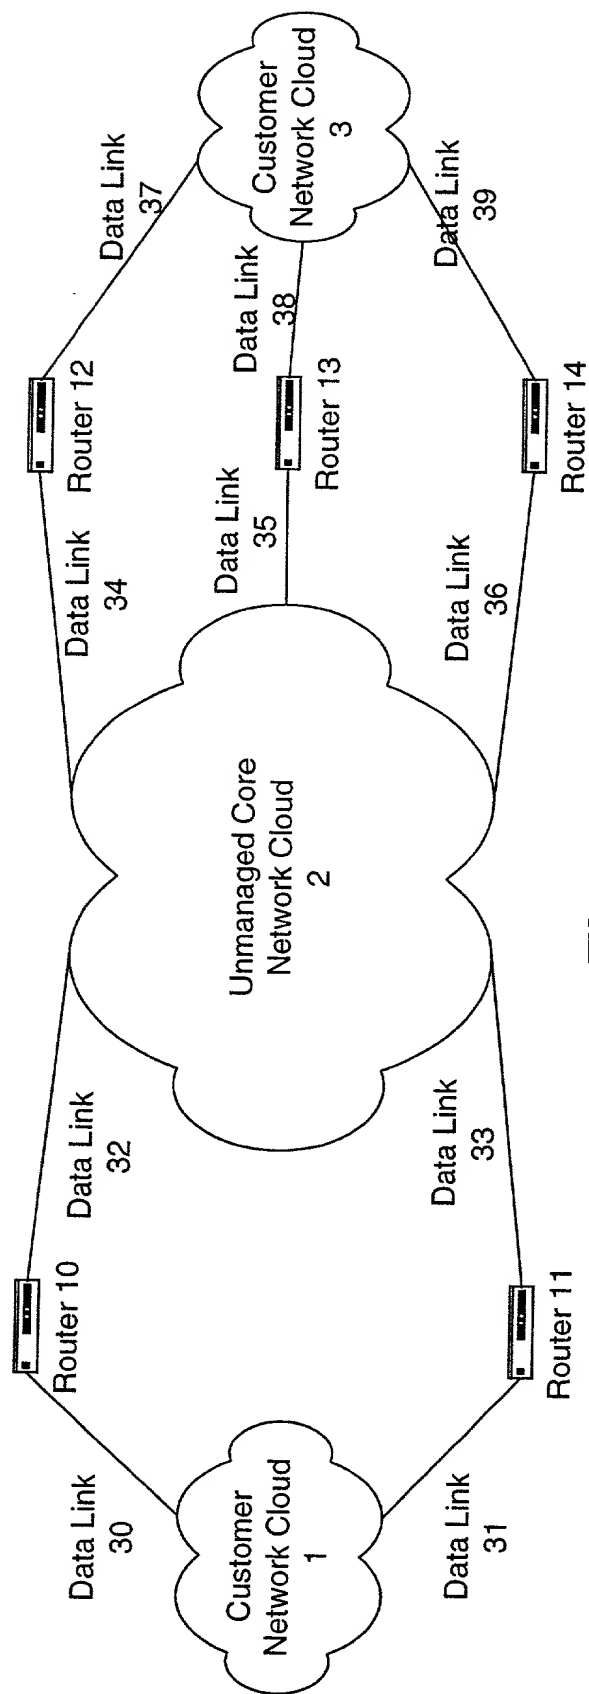 Data Link
30
Router 10
Data Link
32
Data Link
34
Router 12
Data Link
37
Customer
Network Cloud
1
Unmanaged Core
Network Cloud
2
Data Link
35
Router 13
Data Link
38
Customer
Network Cloud
3
Data Link
31
Router 11
Data Link
33
Data Link
36
Router 14
Data Link
39